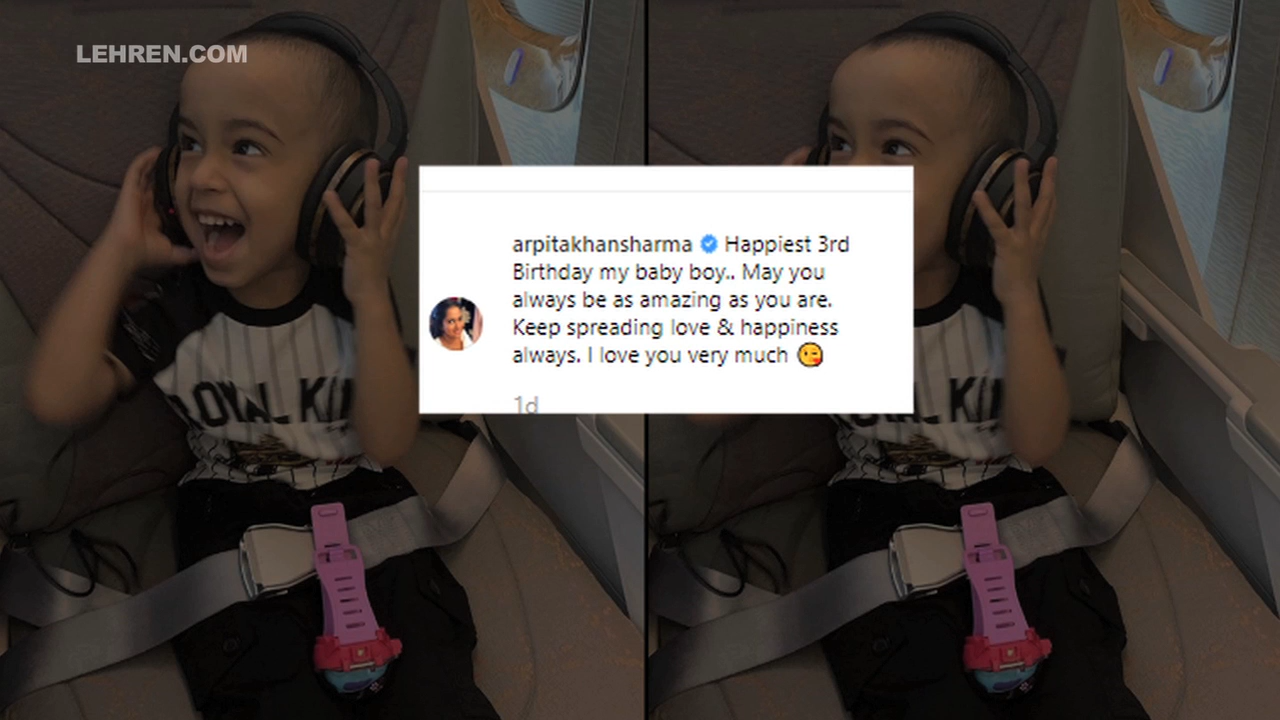 LEHREN.COM
arpitakhansharma Happiest 3rd
Birthday my baby boy.. May you
always be as amazing as you are.
Keep spreading love & happiness
always. I love you very much 😘
1d